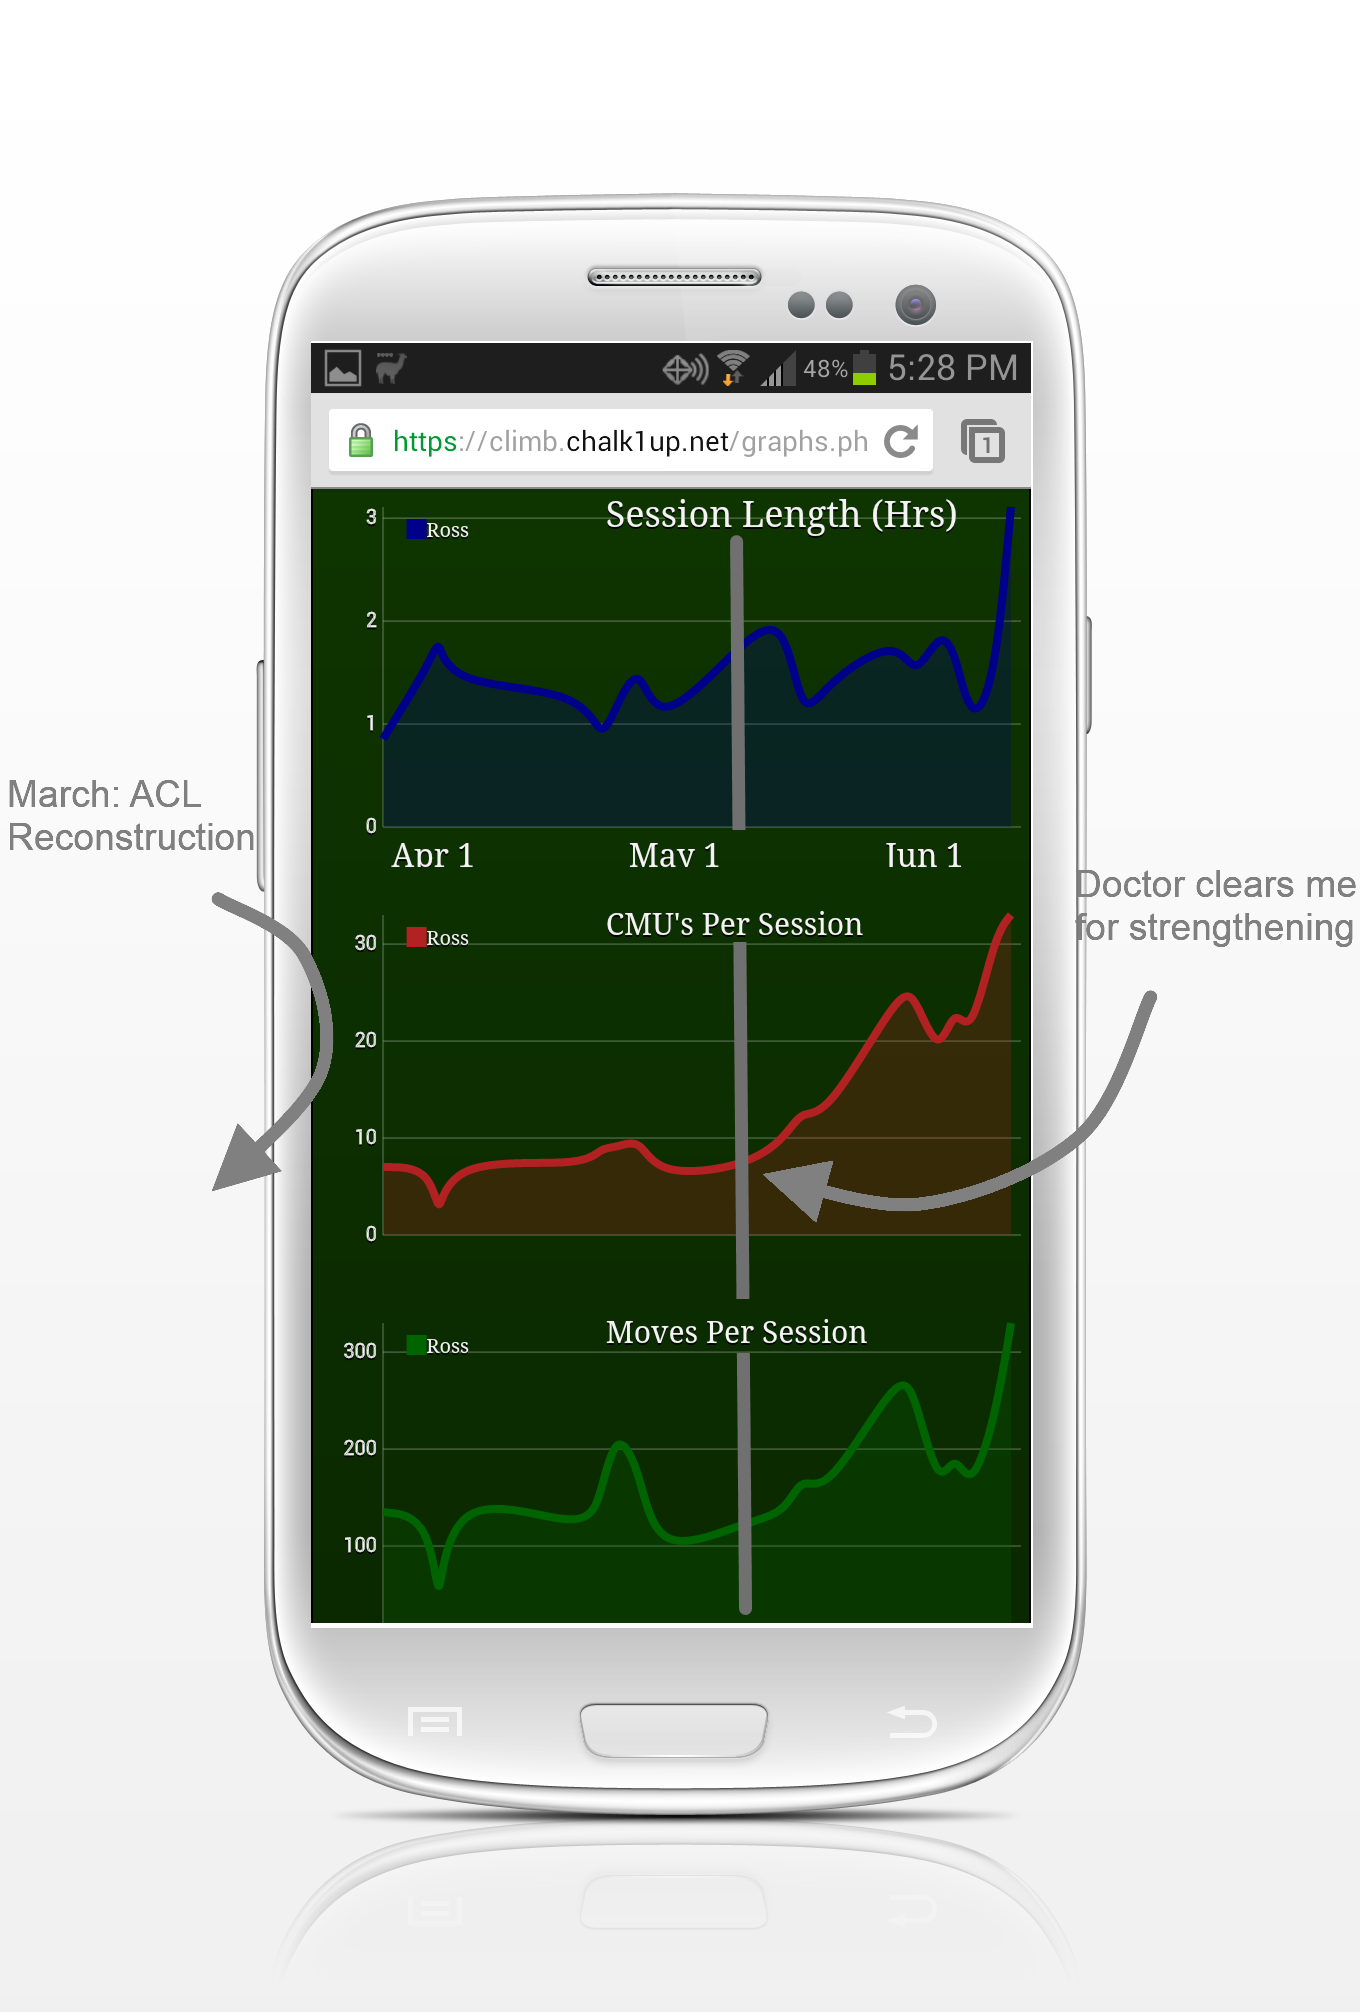 48% 5:28 PM
https://climb.chalk1up.net/graphs.ph
1
Session Length (Hrs)
Ross
3
2
1
0
Apr 1 May 1 Jun 1
March: ACL
Reconstruction
Doctor clears me
for strengthening
CMU's Per Session
Ross
30
20
10
0
Moves Per Session
Ross
300
200
100